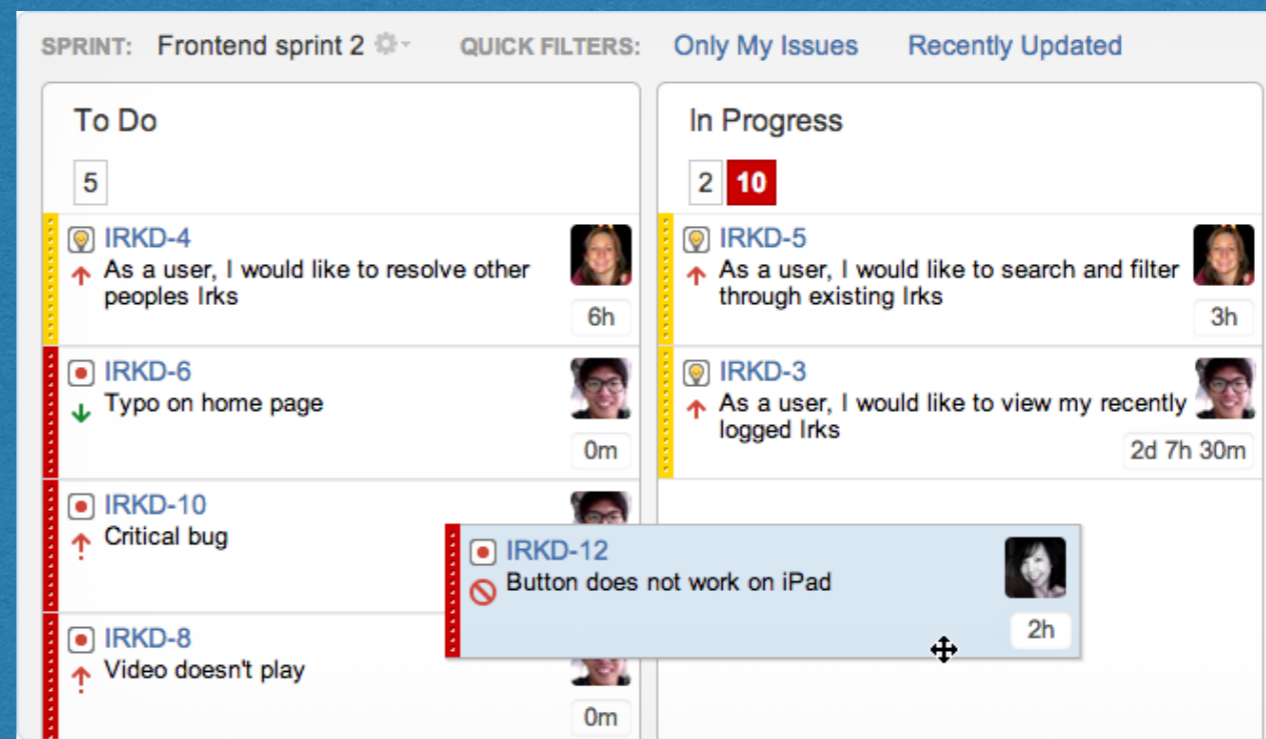 SPRINT: Frontend sprint 2 QUICK FILTERS: Only My Issues Recently Updated
To Do
5
IRKD-4
As a user, I would like to resolve other
peoples Irks
6h
IRKD-6
Typo on home page
0m
IRKD-10
Critical bug
IRKD-8
Video doesn't play
0m
In Progress
2 10
IRKD-5
As a user, I would like to search and filter
through existing Irks
3h
IRKD-3
As a user, I would like to view my recently
logged Irks
2d 7h 30m
IRKD-12
Button does not work on iPad
2h